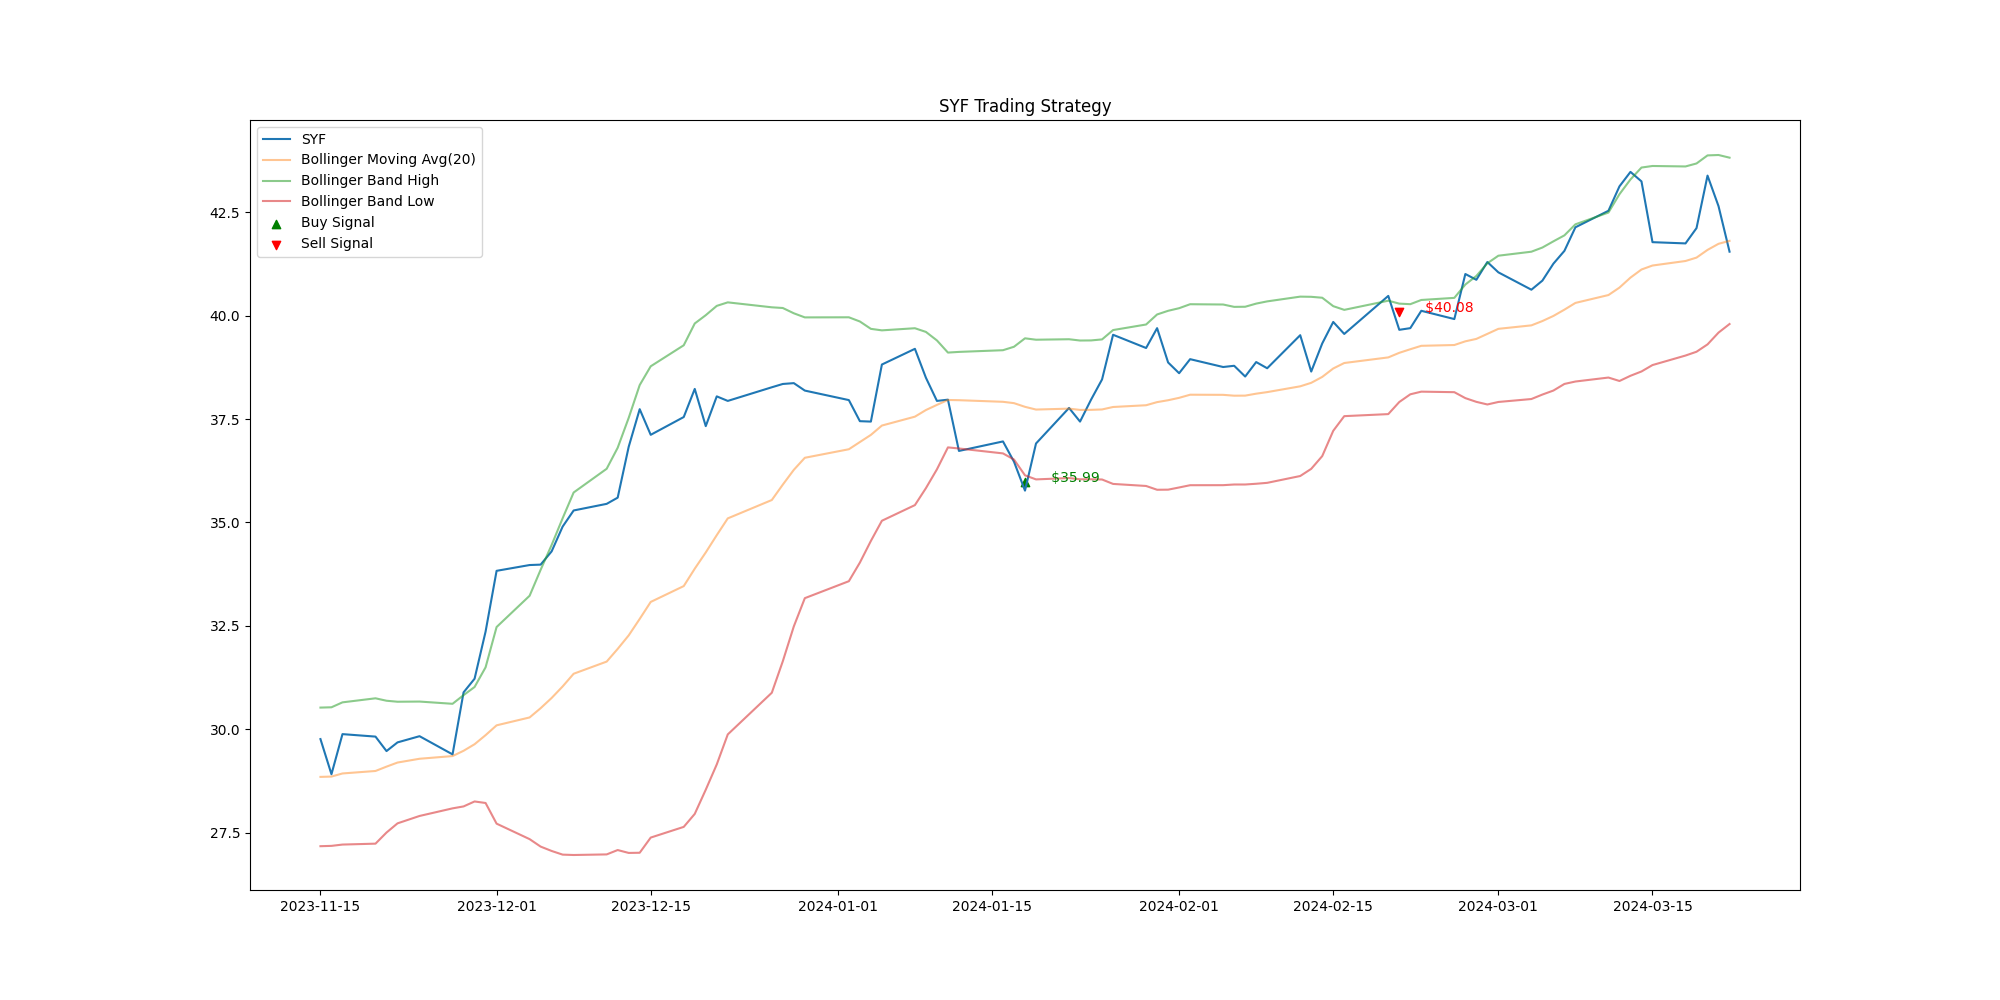 SYF Trading Strategy
SYF
Bollinger Moving Avg(20)
Bollinger Band High
Bollinger Band Low
Buy Signal
Sell Signal
42.5
40.0
37.5
35.0
32.5
30.0
27.5
$40.08
$35.99
2023-11-15
2023-12-01
2023-12-15
2024-01-01
2024-01-15
2024-02-01
2024-02-15
2024-03-01
2024-03-15